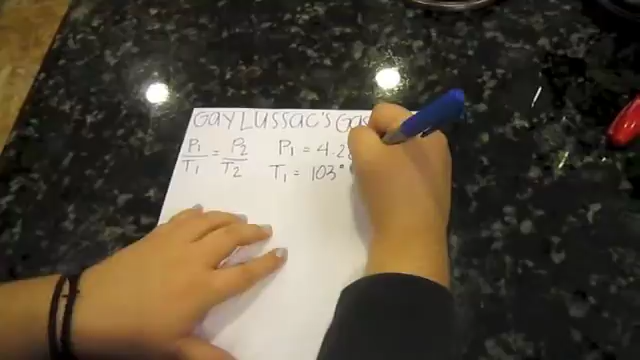 GAY LUSSAC'S Gas
P₁/T₁ = P₂/T₂ P₁ = 4.2
T₁ = 103°